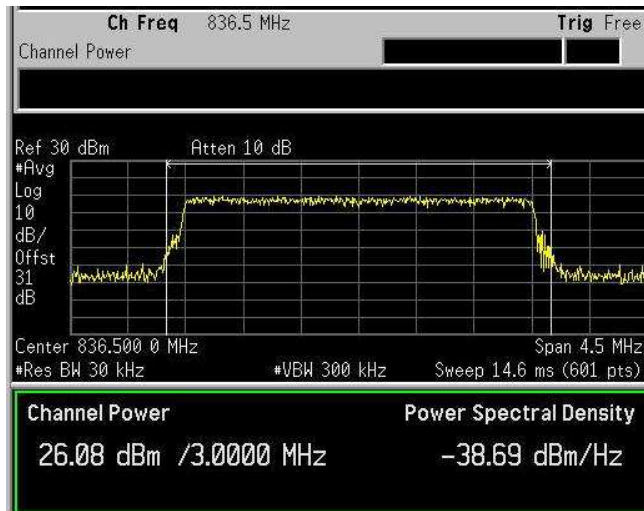 Ch Freq 836.5 MHz Trig Free
Channel Power
Ref 30 dBm Atten 10 dB
#Avg
Log
10
dB/
Offst
31
dB
Center 836.500 0 MHz Span 4.5 MHz
#Res BW 30 kHz #VBW 300 kHz Sweep 14.6 ms (601 pts)
Channel Power Power Spectral Density
26.08 dBm /3.0000 MHz -38.69 dBm/Hz